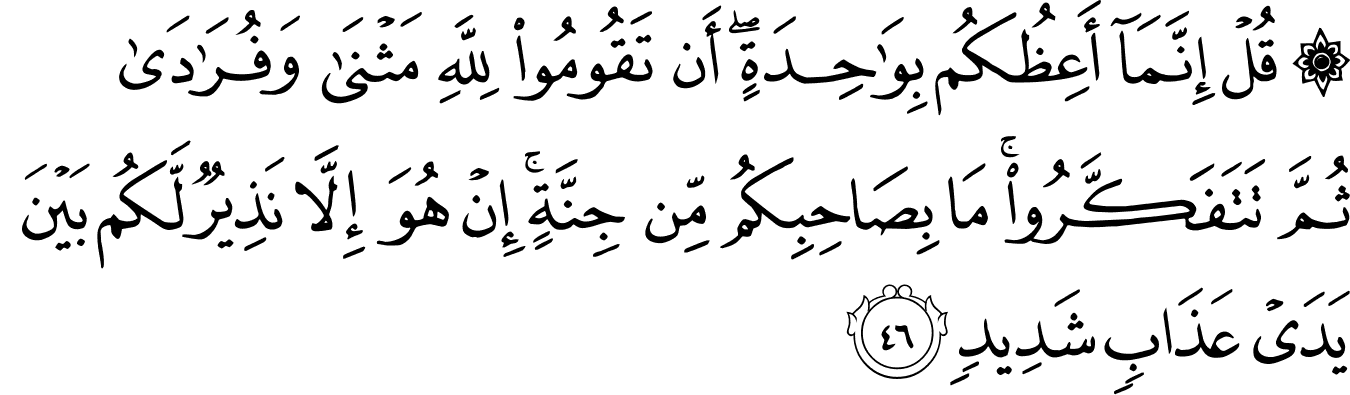 ۞ قُلْ إِنَّمَآ أَعِظُكُم بِوَٰحِدَةٍ ۖ أَن تَقُومُوا۟ لِلَّهِ مَثْنَىٰ وَفُرَٰدَىٰ
ثُمَّ تَتَفَكَّرُوا۟ ۚ مَا بِصَاحِبِكُم مِّن جِنَّةٍ ۚ إِنْ هُوَ إِلَّا نَذِيرٌ لَّكُم بَيْنَ
يَدَىْ عَذَابٍ شَدِيدٍ ٤٦